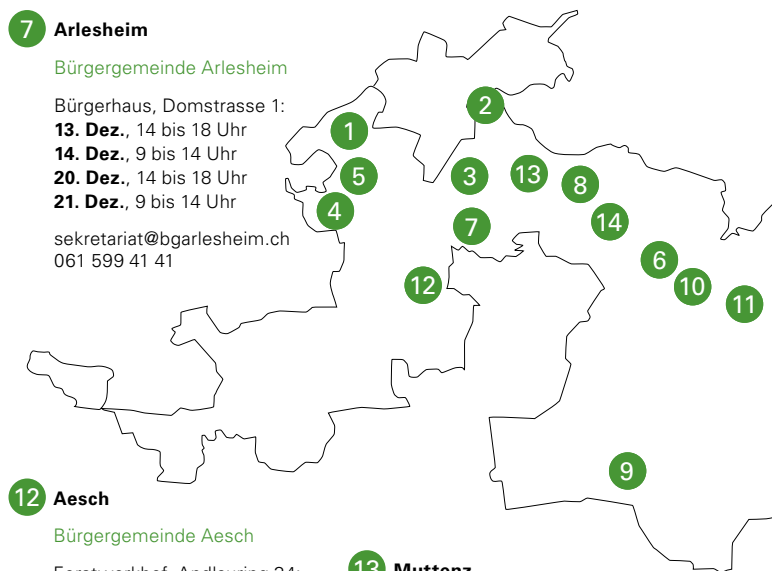 7 Arlesheim
Bürgergemeinde Arlesheim
Bürgerhaus, Domstrasse 1:
13. Dez., 14 bis 18 Uhr
14. Dez., 9 bis 14 Uhr
20. Dez., 14 bis 18 Uhr
21. Dez., 9 bis 14 Uhr
sekretariat@bgarlesheim.ch
061 599 41 41
2
1
5
3
13
8
4
7
14
12
6
10
11
9
12 Aesch
Bürgergemeinde Aesch
13 Muttenz